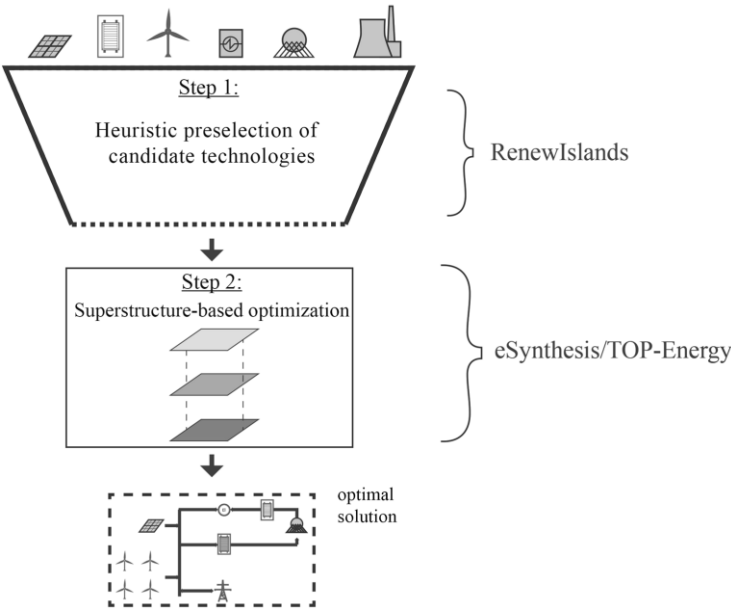 Step 1:
Heuristic preselection of
candidate technologies
RenewIslands
Step 2:
Superstructure-based optimization
eSynthesis/TOP-Energy
optimal
solution